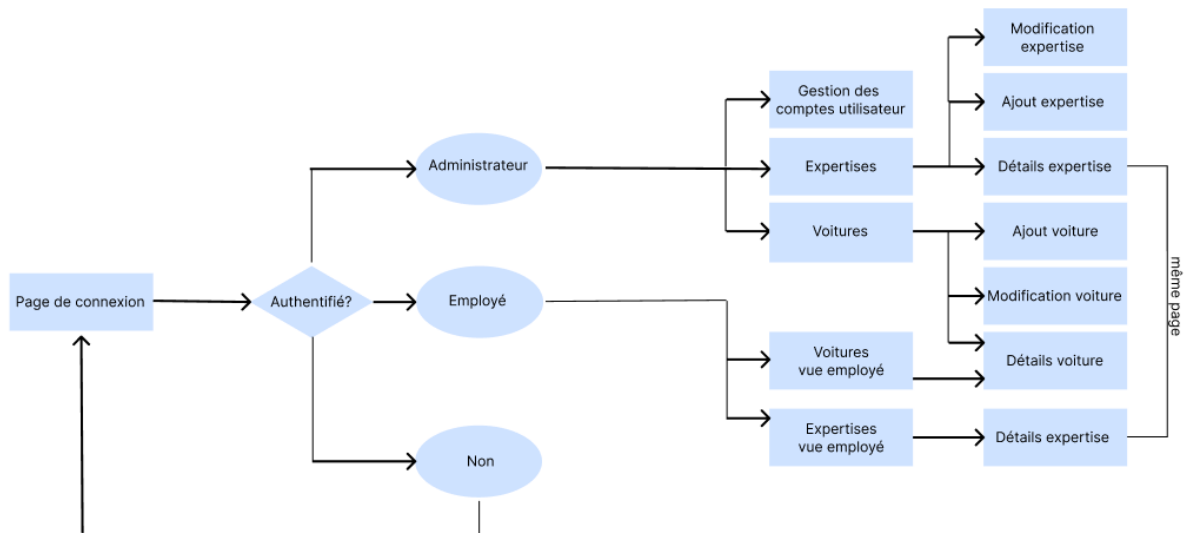 Modification
expertise
Gestion des
comptes utilisateur
Ajout expertise
Administrateur
Expertises
Détails expertise
Voitures
Ajout voiture
même page
Page de connexion
Authentifié?
Employé
Modification voiture
Voitures
vue employé
Détails voiture
Expertises
vue employé
Détails expertise
Non